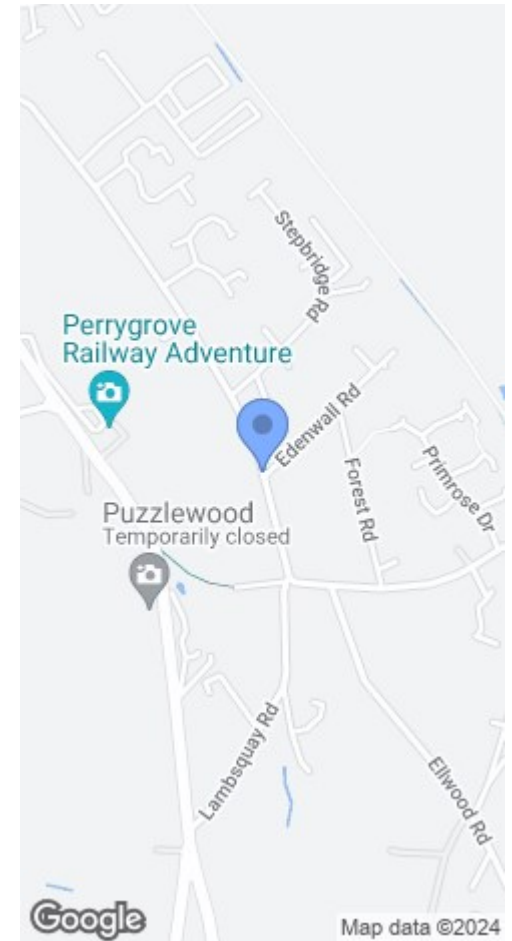 Stepbridge Rd
Perrygrove
Railway Adventure
Edenwall Rd
Forest Rd
Primrose Dr
Puzzlewood
Temporarily closed
Lambsquay Rd
Ellwood Rd
Google
Map data ©2024